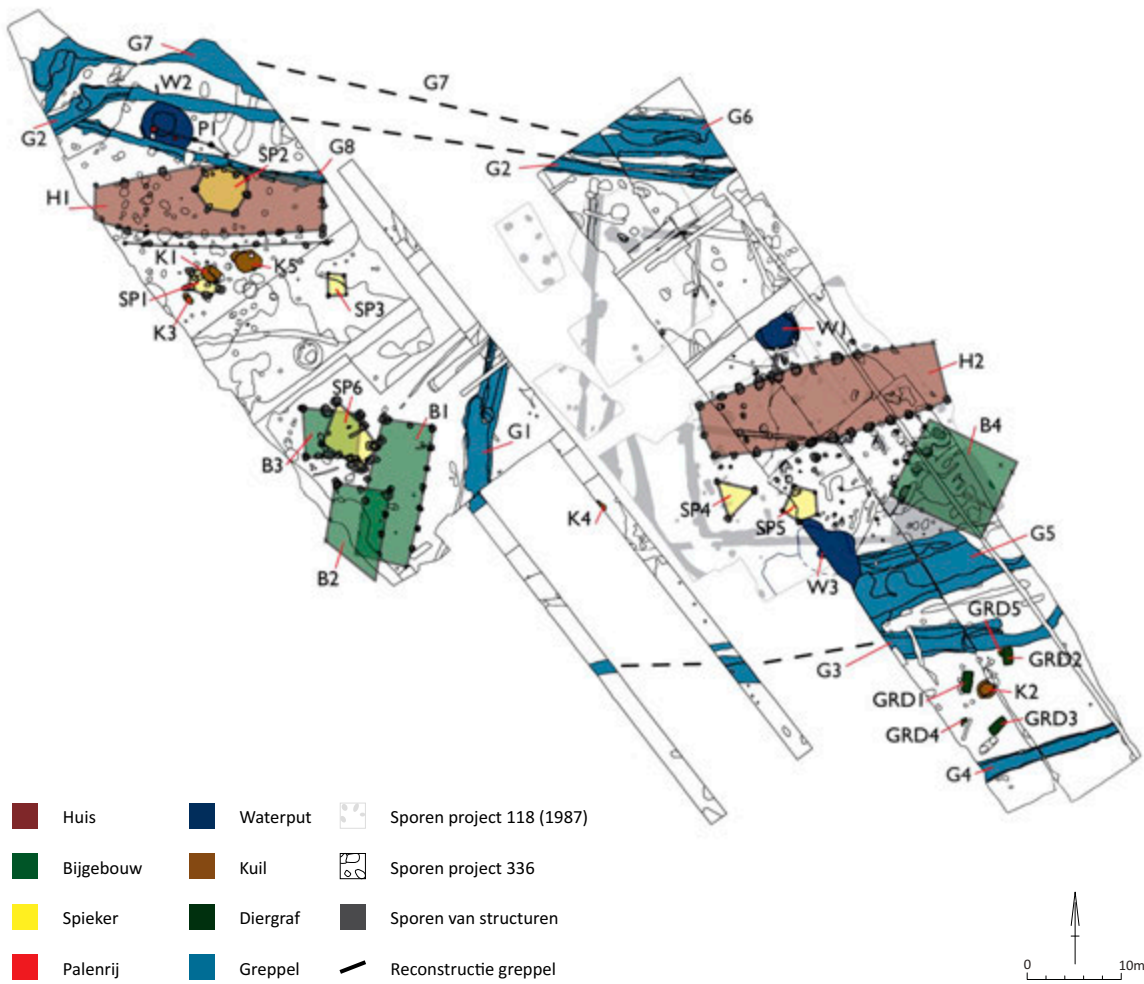 G7
G7
W2
G6
G2
P1
SP2
G8
G2
H1
K1
K5
SP1
SP3
K3
W1
H2
SP6
B1
B3
G1
B4
SP4
SP5
K4
G5
B2
W3
GRD5
GRD2
G3
GRD1
K2
GRD4
GRD3
G4
Huis
Waterput
Sporen project 118 (1987)
Bijgebouw
Kuil
Sporen project 336
Spieker
Diergraf
Sporen van structuren
Palenrij
Greppel
Reconstructie greppel
0 10m